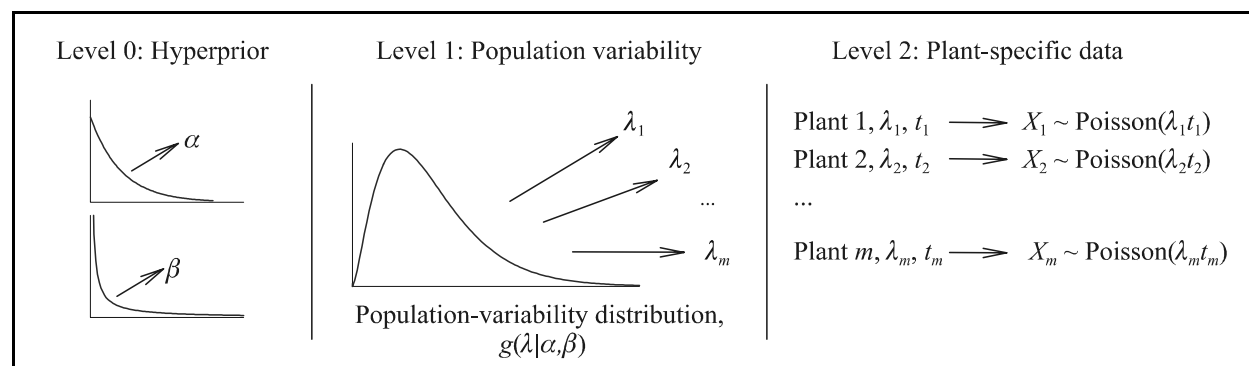 Level 0: Hyperprior
α
β
Level 1: Population variability
λ₁
λ₂
...
λₘ
Population-variability distribution,
g(λ|α,β)
Level 2: Plant-specific data
Plant 1, λ₁, t₁ → X₁ ~ Poisson(λ₁t₁)
Plant 2, λ₂, t₂ → X₂ ~ Poisson(λ₂t₂)
...
Plant m, λₘ, tₘ → Xₘ ~ Poisson(λₘtₘ)